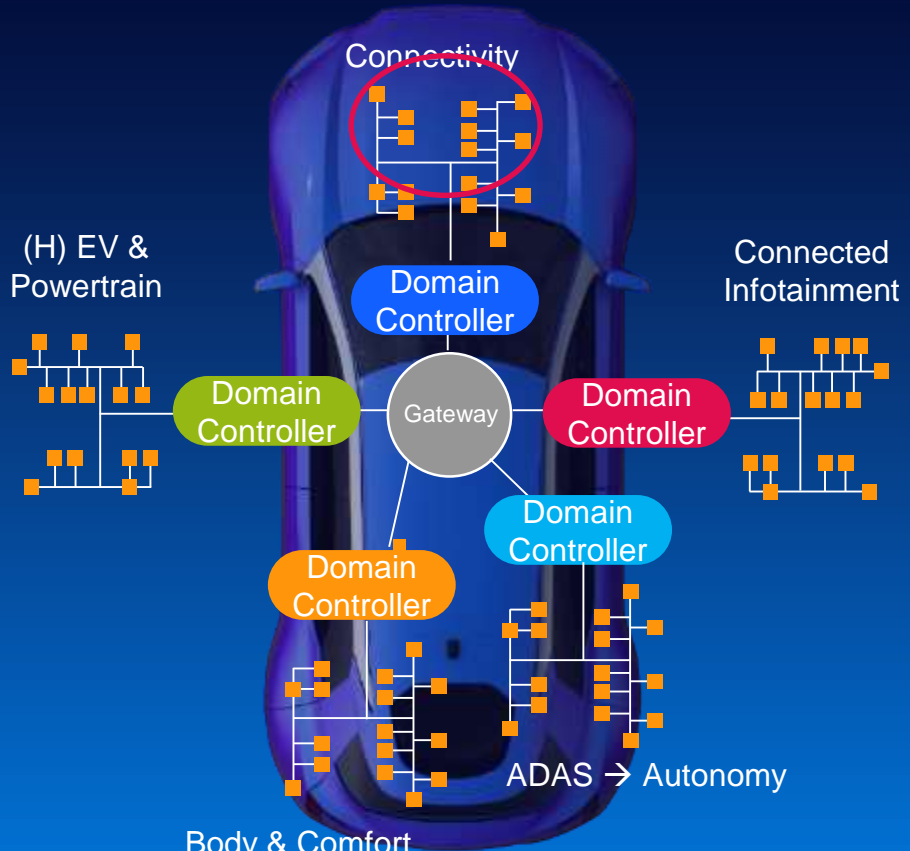 Connectivity
(H) EV &
Powertrain
Connected
Infotainment
Domain
Controller
Domain
Controller
Gateway
Domain
Controller
Domain
Controller
Domain
Controller
ADAS → Autonomy
Body & Comfort